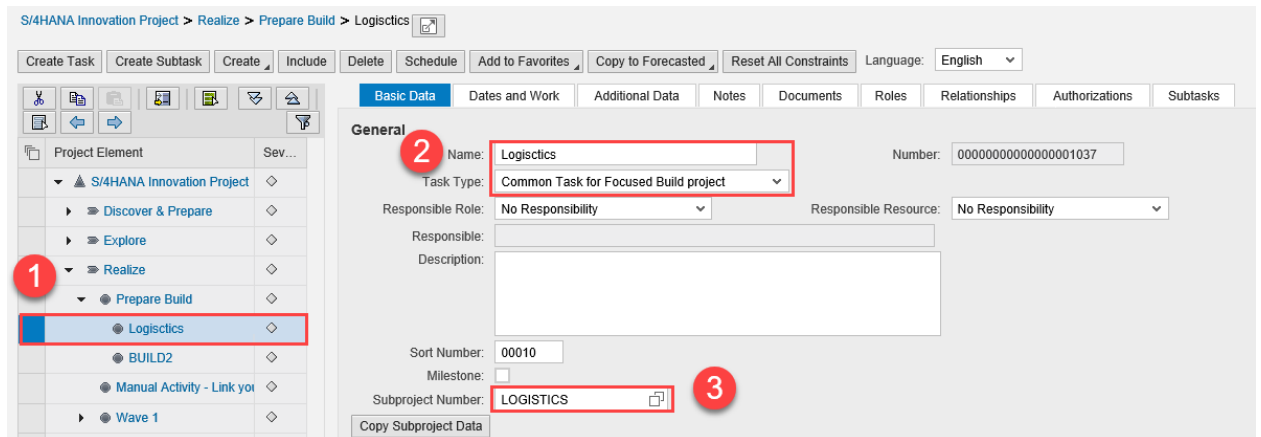 S/4HANA Innovation Project > Realize > Prepare Build > Logisctics
Create Task Create Subtask Create Include Delete Schedule Add to Favorites Copy to Forecasted Reset All Constraints Language: English
Basic Data Dates and Work Additional Data Notes Documents Roles Relationships Authorizations Subtasks
General
2
Name: Logisctics Number: 00000000000000001037
Task Type: Common Task for Focused Build project
Responsible Role: No Responsibility Responsible Resource: No Responsibility
Responsible:
Description:
Sort Number: 00010
Milestone:
Subproject Number: LOGISTICS
3
Copy Subproject Data
Project Element Sev...
S/4HANA Innovation Project
Discover & Prepare
Explore
1
Realize
Prepare Build
Logisctics
BUILD2
Manual Activity - Link you
Wave 1